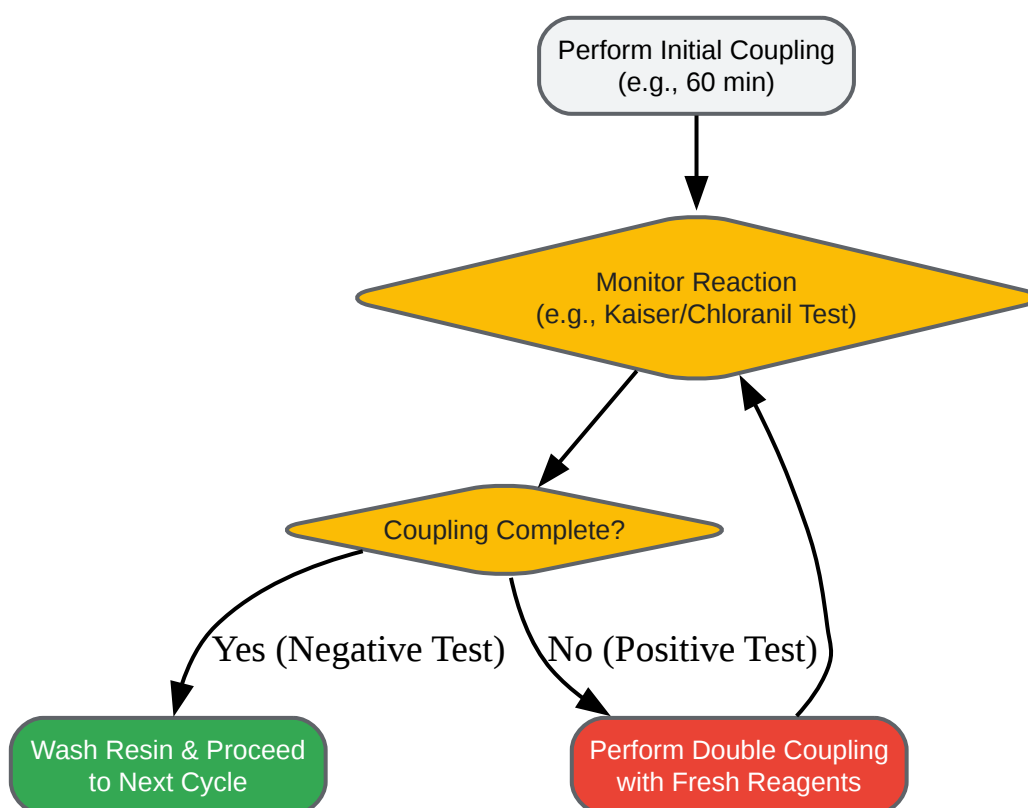 Perform Initial Coupling
(e.g., 60 min)
Monitor Reaction
(e.g., Kaiser/Chloranil Test)
Coupling Complete?
Yes (Negative Test)
No (Positive Test)
Wash Resin & Proceed
to Next Cycle
Perform Double Coupling
with Fresh Reagents